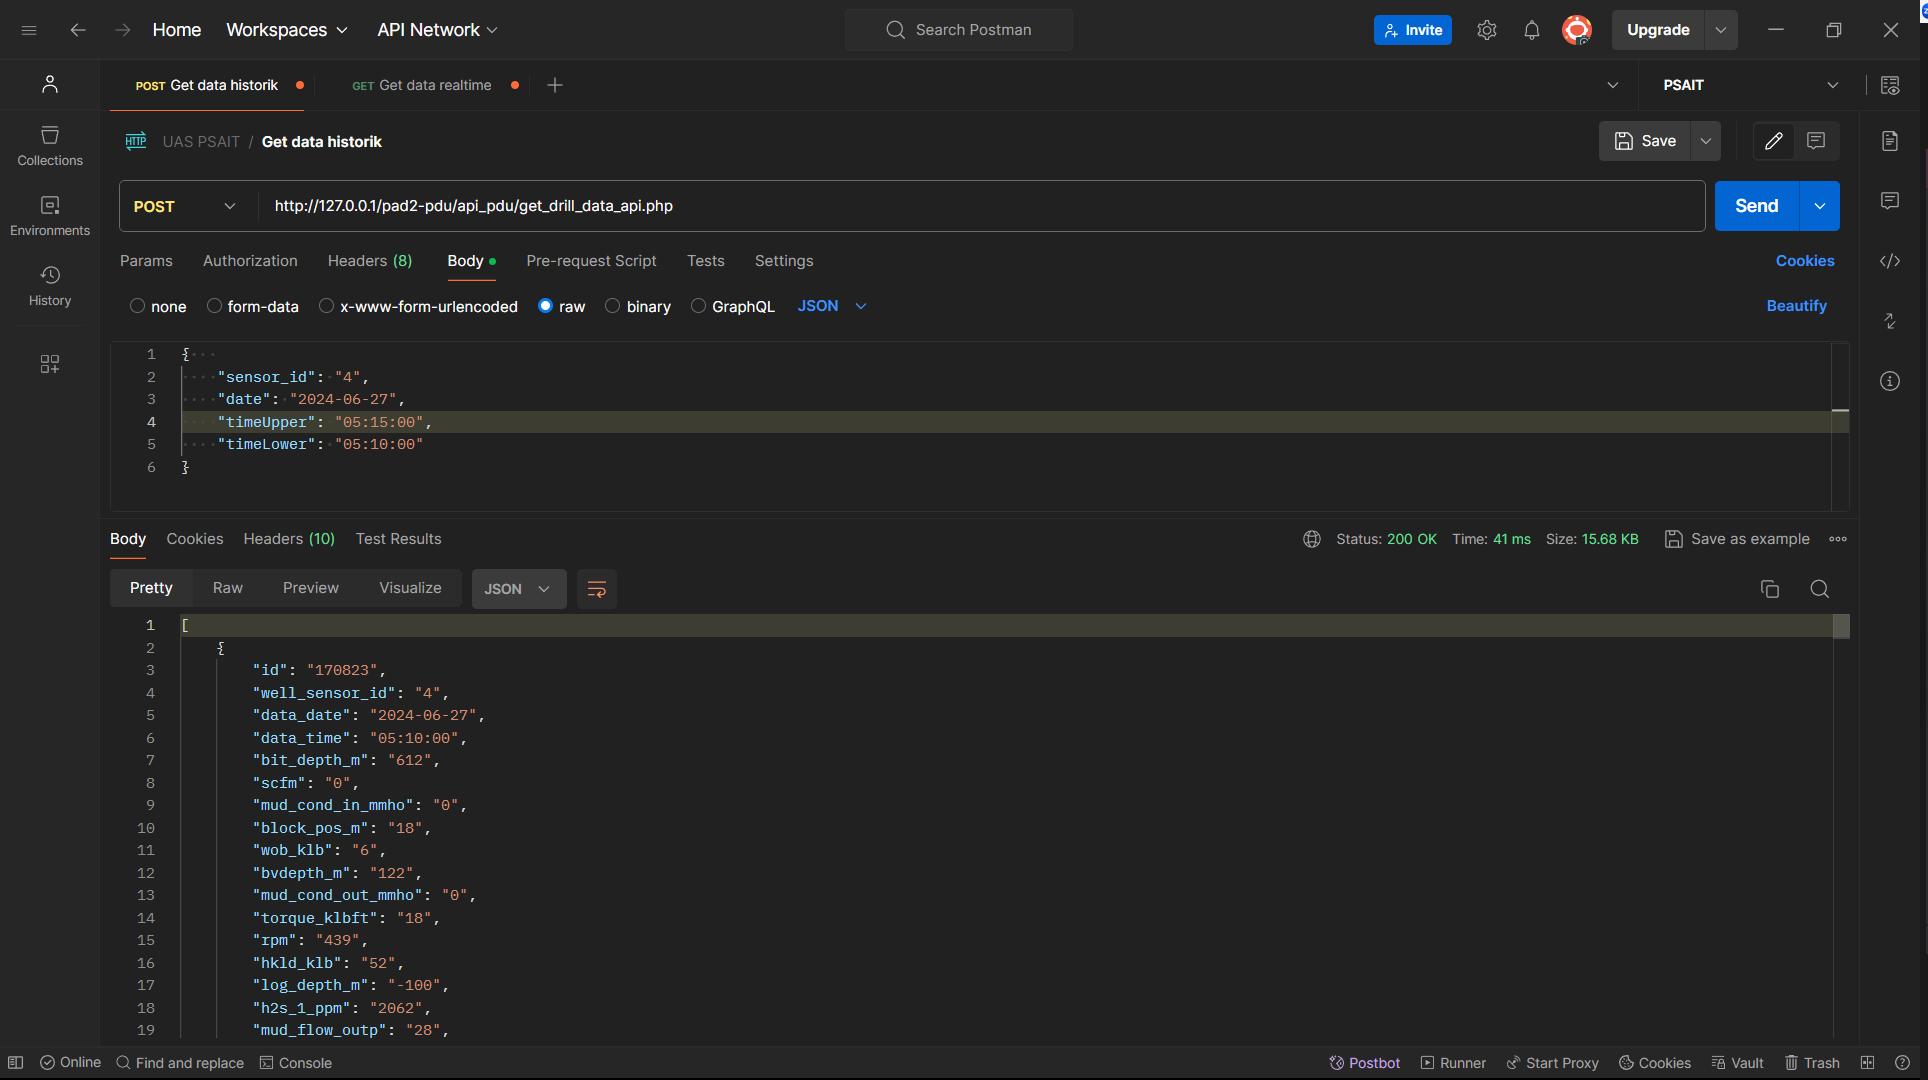 Home Workspaces API Network Search Postman Invite Upgrade
POST Get data historik GET Get data realtime PSAIT
HTTP UAS PSAIT / Get data historik Save
POST http://127.0.0.1/pad2-pdu/api_pdu/get_drill_data_api.php Send
Params Authorization Headers (8) Body Pre-request Script Tests Settings Cookies
none form-data x-www-form-urlencoded raw binary GraphQL JSON Beautify
Collections
Environments
History
1 {
2 "sensor_id": "4",
3 "date": "2024-06-27",
4 "timeUpper": "05:15:00",
5 "timeLower": "05:10:00"
6 }
Body Cookies Headers (10) Test Results Status: 200 OK Time: 41 ms Size: 15.68 KB Save as example
Pretty Raw Preview Visualize JSON
1 [
2 {
3 "id": "170823",
4 "well_sensor_id": "4",
5 "data_date": "2024-06-27",
6 "data_time": "05:10:00",
7 "bit_depth_m": "612",
8 "scfm": "0",
9 "mud_cond_in_mmho": "0",
10 "block_pos_m": "18",
11 "wob_klb": "6",
12 "bvdepth_m": "122",
13 "mud_cond_out_mmho": "0",
14 "torque_klbft": "18",
15 "rpm": "439",
16 "hkld_klb": "52",
17 "log_depth_m": "-100",
18 "h2s_1_ppm": "2062",
19 "mud_flow_outp": "28",
Online Find and replace Console Postbot Runner Start Proxy Cookies Vault Trash